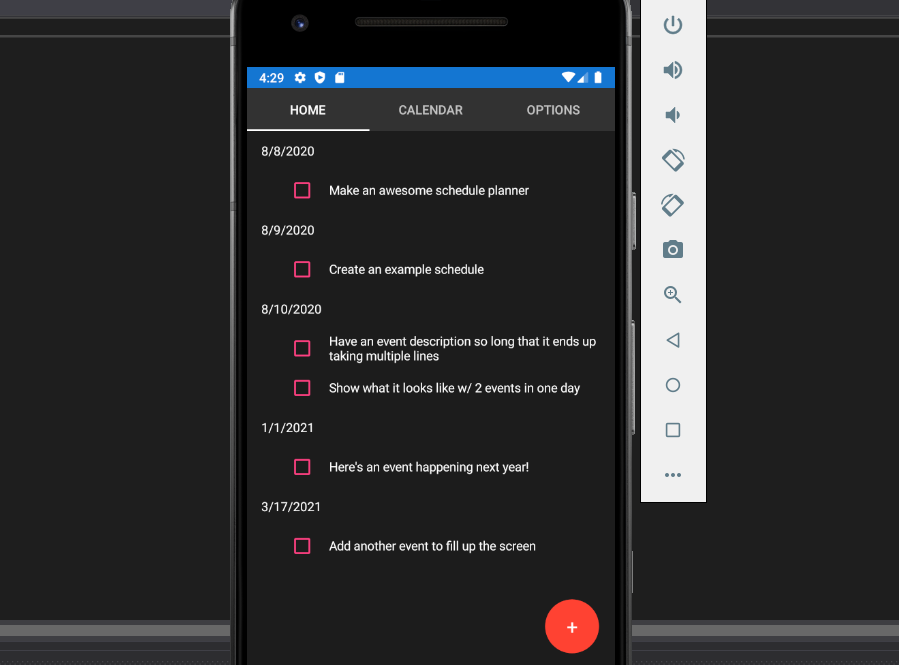 4:29
HOME CALENDAR OPTIONS
8/8/2020
Make an awesome schedule planner
8/9/2020
Create an example schedule
8/10/2020
Have an event description so long that it ends up
taking multiple lines
Show what it looks like w/ 2 events in one day
1/1/2021
Here's an event happening next year!
3/17/2021
Add another event to fill up the screen
+